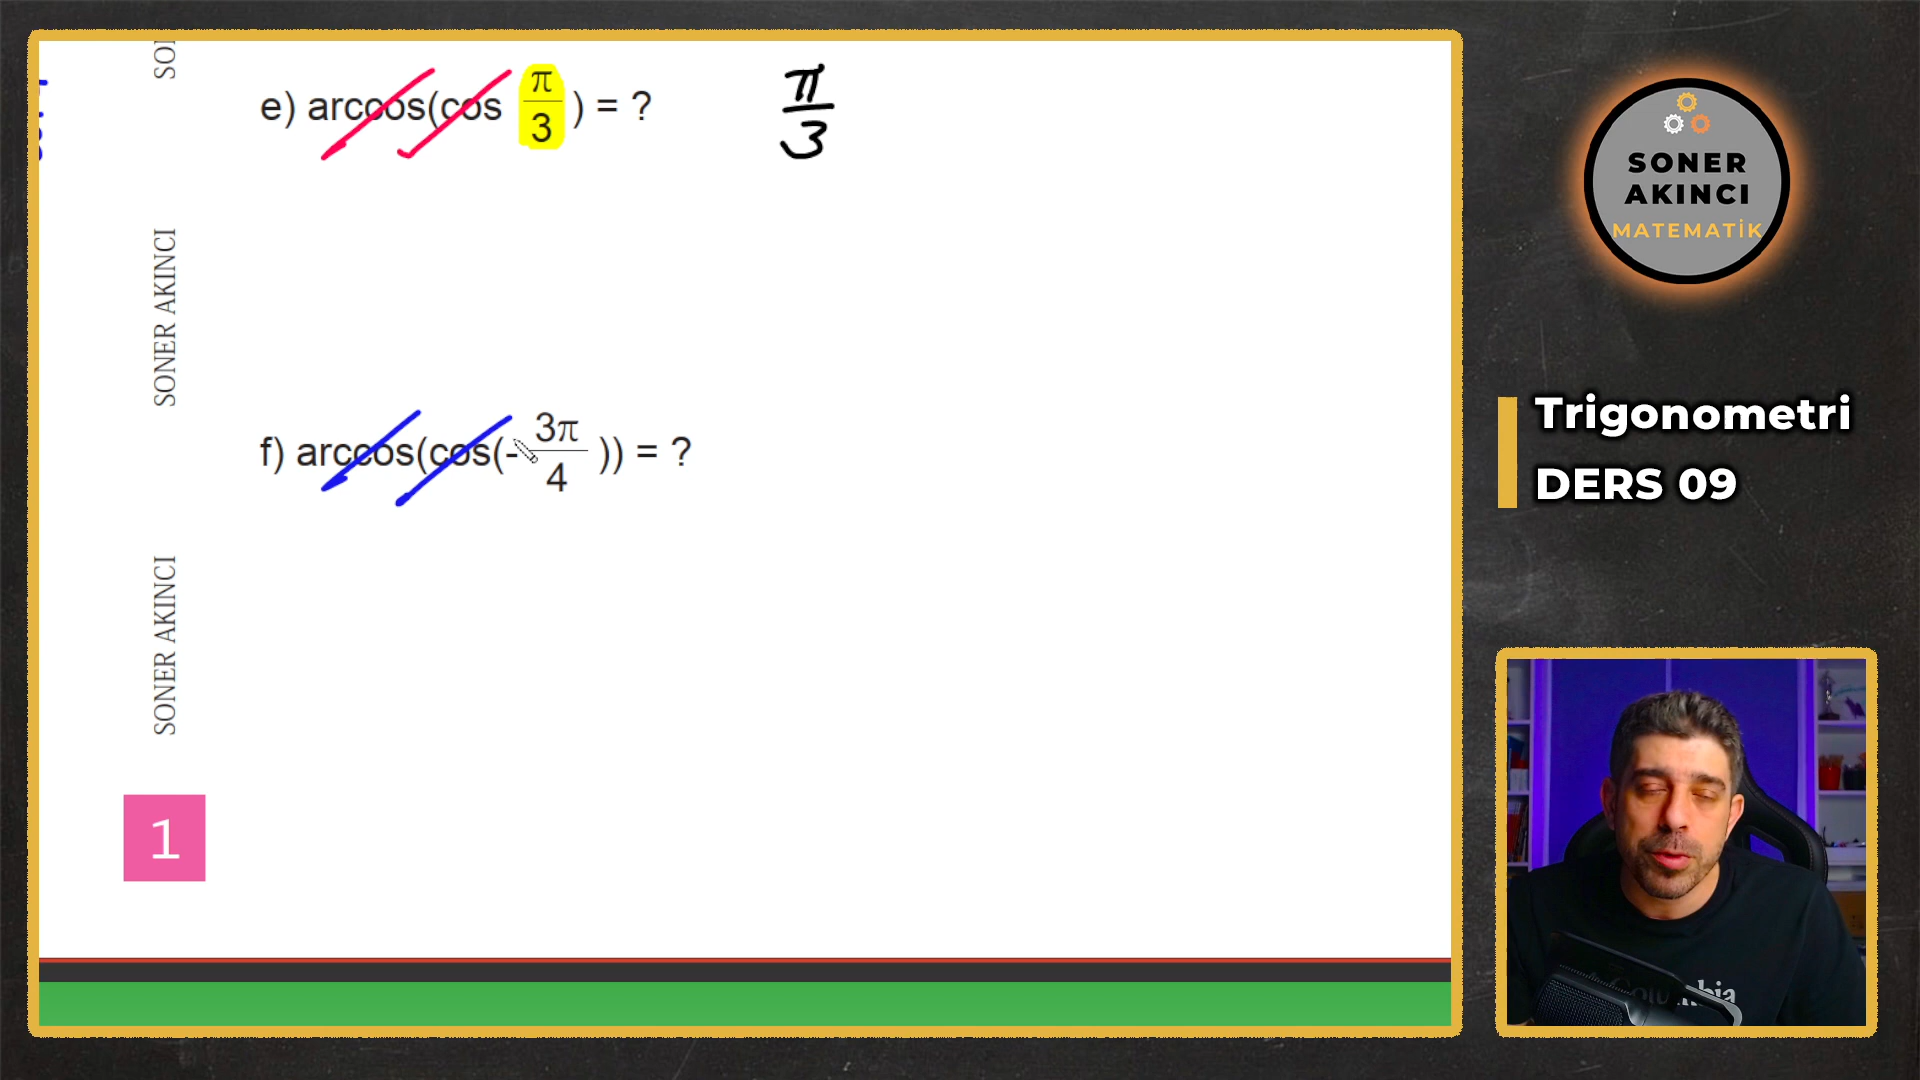 e) arccos(cos π/3) = ?
π/3
SONER AKINCI
f) arccos(cos(-3π/4)) = ?
SONER AKINCI
1
SONER
AKINCI
MATEMATİK
Trigonometri
DERS 09